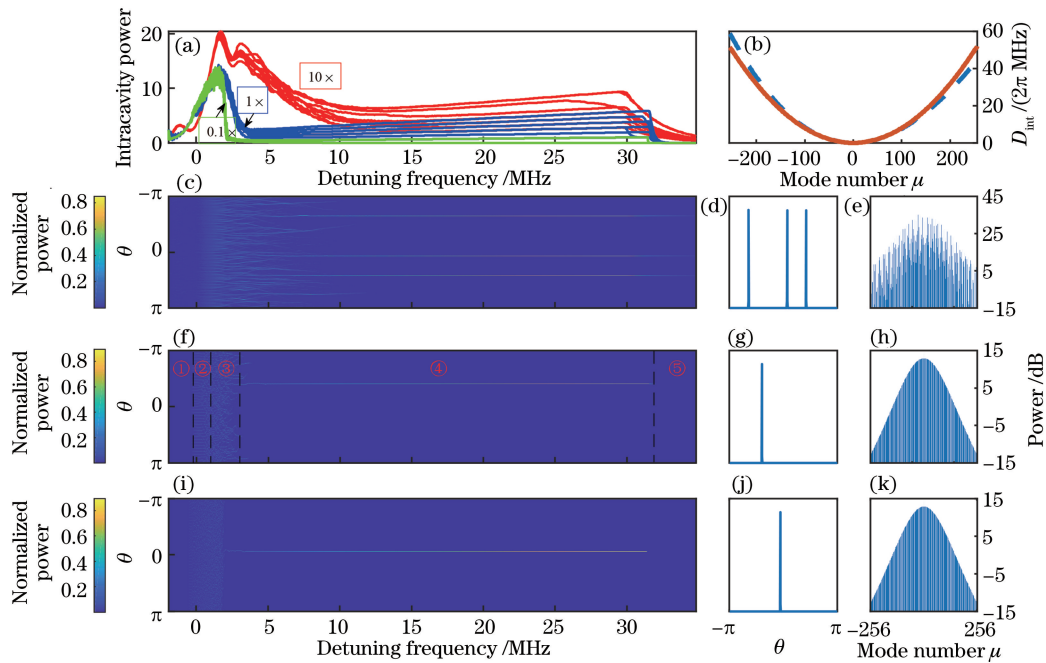 (a)
Intracavity power
20
10
0
10×
1×
0.1×
0
5
10
15
20
25
30
Detuning frequency /MHz
(b)
60
40
20
0
D_int /(2π MHz)
−200
−100
0
100
200
Mode number μ
(c)
Normalized power
0.8
0.6
0.4
0.2
θ
−π
0
π
(d)
(e)
45
25
5
−15
(f)
① ② ③ ④ ⑤
Normalized power
0.8
0.6
0.4
0.2
θ
−π
0
π
(g)
(h)
15
5
−5
−15
Power /dB
(i)
Normalized power
0.8
0.6
0.4
0.2
θ
−π
0
π
0
5
10
15
20
25
30
Detuning frequency /MHz
(j)
−π
π
θ
(k)
15
5
−5
−15
−256
256
Mode number μ